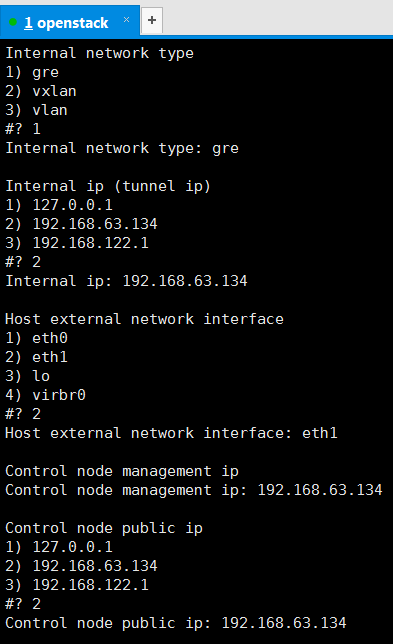 1 openstack × +
Internal network type
1) gre
2) vxlan
3) vlan
#? 1
Internal network type: gre
Internal ip (tunnel ip)
1) 127.0.0.1
2) 192.168.63.134
3) 192.168.122.1
#? 2
Internal ip: 192.168.63.134
Host external network interface
1) eth0
2) eth1
3) lo
4) virbr0
#? 2
Host external network interface: eth1
Control node management ip
Control node management ip: 192.168.63.134
Control node public ip
1) 127.0.0.1
2) 192.168.63.134
3) 192.168.122.1
#? 2
Control node public ip: 192.168.63.134